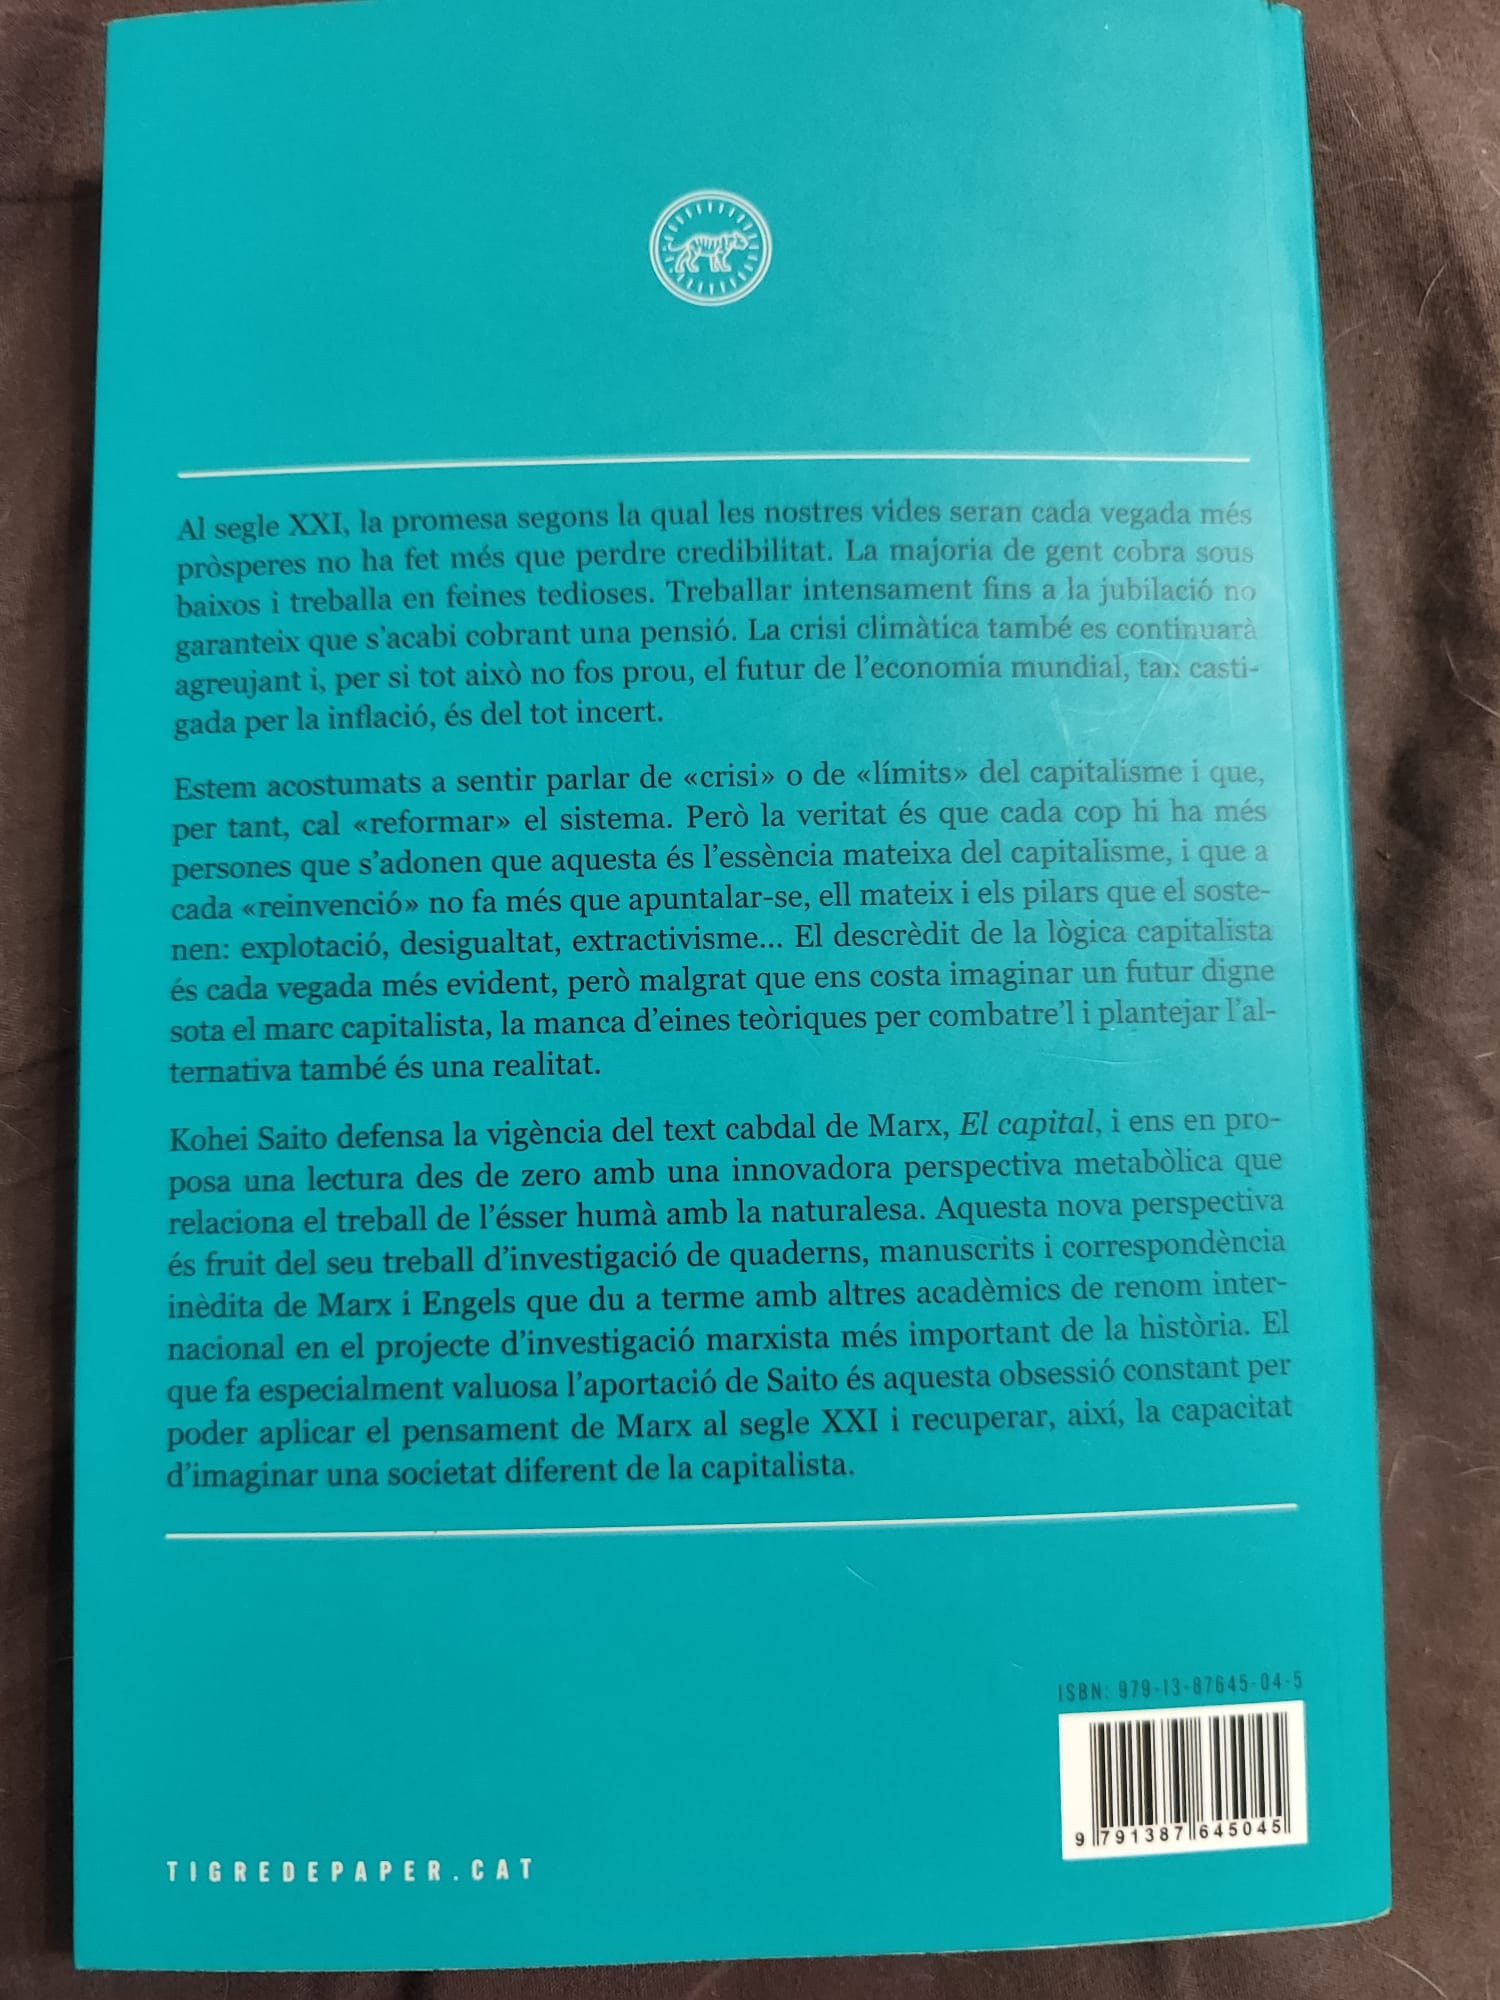 Al segle XXI, la promesa segons la qual les nostres vides seran cada vegada més
pròsperes no ha fet més que perdre credibilitat. La majoria de gent cobra sous
baixos i treballa en feines tedioses. Treballar intensament fins a la jubilació no
garanteix que s’acabi cobrant una pensió. La crisi climàtica també es continuarà
agreujant i, per si tot això no fos prou, el futur de l’economia mundial, tan casti-
gada per la inflació, és del tot incert.
Estem acostumats a sentir parlar de «crisi» o de «límits» del capitalisme i que,
per tant, cal «reformar» el sistema. Però la veritat és que cada cop hi ha més
persones que s’adonen que aquesta és l’essència mateixa del capitalisme, i que a
cada «reinvenció» no fa més que apuntalar-se, ell mateix i els pilars que el soste-
nen: explotació, desigualtat, extractivisme... El descrèdit de la lògica capitalista
és cada vegada més evident, però malgrat que ens costa imaginar un futur digne
sota el marc capitalista, la manca d’eines teòriques per combatre’l i plantejar l’al-
ternativa també és una realitat.
Kohei Saito defensa la vigència del text cabdal de Marx, El capital, i ens en pro-
posa una lectura des de zero amb una innovadora perspectiva metabòlica que
relaciona el treball de l’ésser humà amb la naturalesa. Aquesta nova perspectiva
és fruit del seu treball d’investigació de quaderns, manuscrits i correspondència
inèdita de Marx i Engels que du a terme amb altres acadèmics de renom inter-
nacional en el projecte d’investigació marxista més important de la història. El
que fa especialment valuosa l’aportació de Saito és aquesta obsessió constant per
poder aplicar el pensament de Marx al segle XXI i recuperar, així, la capacitat
d’imaginar una societat diferent de la capitalista.
ISBN: 979-13-87645-04-5
9 791387 645045
TIGREDEPAPER.CAT